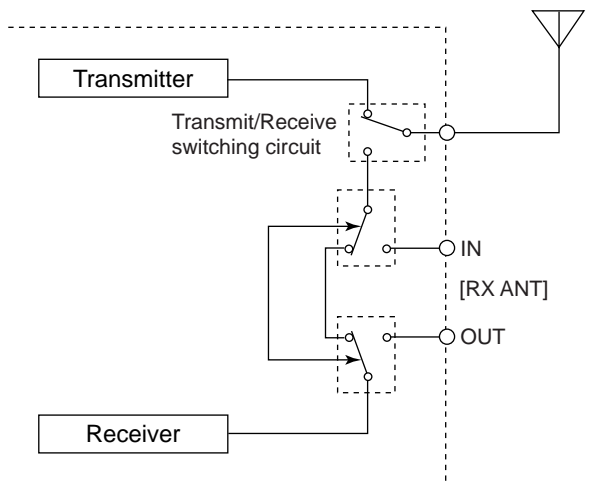 Transmitter
Transmit/Receive
switching circuit
IN
[RX ANT]
OUT
Receiver